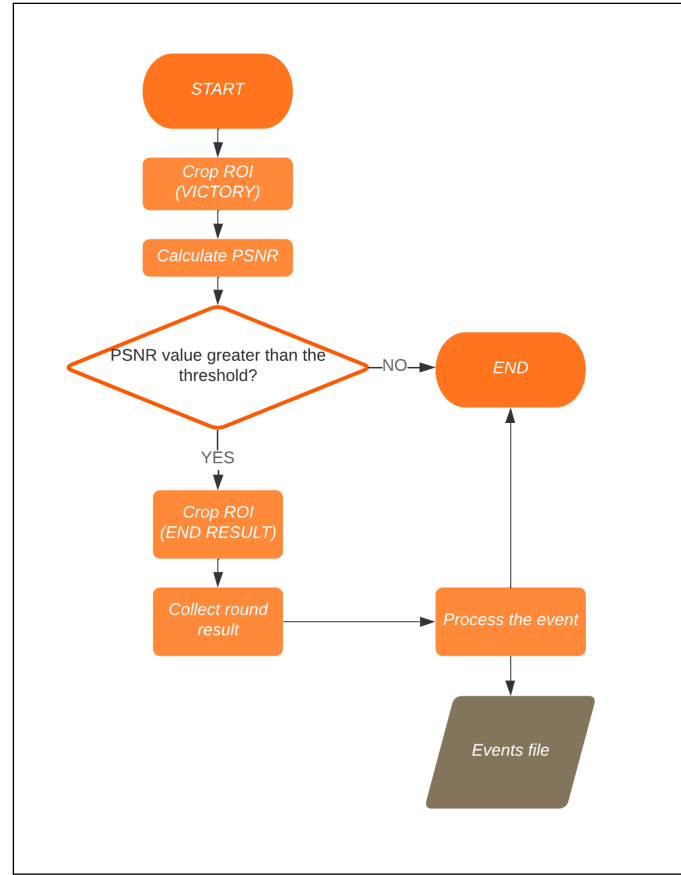 START
Crop ROI
(VICTORY)
Calculate PSNR
PSNR value greater than the
threshold?
NO
END
YES
Crop ROI
(END RESULT)
Collect round
result
Process the event
Events file